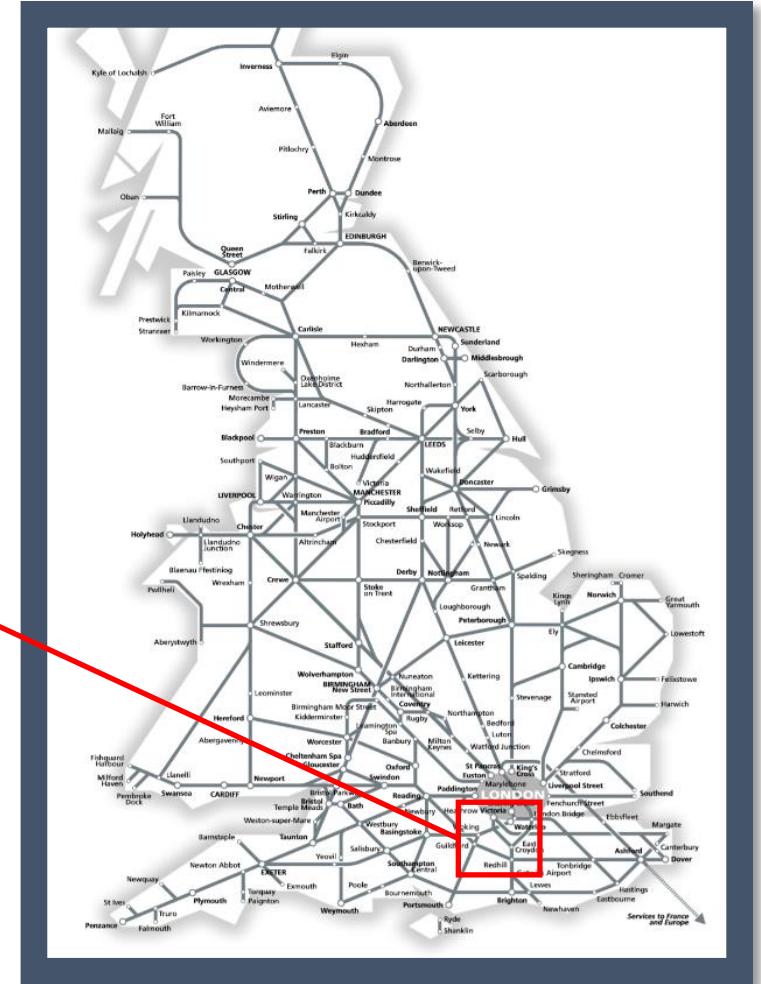 Elgin
Inverness
Kyle of Lochalsh
Aviemore
Fort
William
Aberdeen
Mallaig
Pitlochry
Montrose
Perth
Dundee
Oban
Stirling
Kirkcaldy
EDINBURGH
Queen
Street
Falkirk
Berwick-
upon-Tweed
Paisley
GLASGOW
Central
Motherwell
Kilmarnock
Prestwick
Stranraer
Carlisle
NEWCASTLE
Workington
Hexham
Sunderland
Durham
Darlington
Middlesbrough
Windermere
Scarborough
Oxenholme
Lake District
Barrow-in-Furness
Northallerton
Morecambe
Heysham Port
Lancaster
Harrogate
Skipton
York
Blackpool
Preston
Bradford
Selby
Hull
Blackburn
LEEDS
Southport
Huddersfield
Bolton
Wakefield
Wigan
Victoria
Doncaster
Grimsby
LIVERPOOL
Warrington
MANCHESTER
Piccadilly
Manchester
Airport
Sheffield
Retford
Lincoln
Llandudno
Chester
Stockport
Worksop
Holyhead
Llandudno
Junction
Altrincham
Chesterfield
Newark
Blaenau Ffestiniog
Skegness
Pwllheli
Wrexham
Crewe
Stoke
on Trent
Derby
Nottingham
Grantham
Spalding
Sheringham
Cromer
Kings
Lynn
Norwich
Great
Yarmouth
Loughborough
Aberystwyth
Shrewsbury
Peterborough
Ely
Lowestoft
Stafford
Leicester
Wolverhampton
Nuneaton
Kettering
Cambridge
BIRMINGHAM
New Street
Birmingham
International
Ipswich
Felixstowe
Leominster
Birmingham Moor Street
Coventry
Stevenage
Stansted
Airport
Harwich
Kidderminster
Rugby
Northampton
Hereford
Leamington
Spa
Bedford
Colchester
Abergavenny
Worcester
Banbury
Milton
Keynes
Luton
Watford Junction
Chelmsford
Cheltenham Spa
Gloucester
Oxford
St Pancras
King's
Cross
Fishguard
Harbour
Llanelli
Euston
Stratford
Milford
Haven
Newport
Swindon
Marylebone
Liverpool Street
Pembroke
Dock
Swansea
CARDIFF
Bristol Parkway
Reading
Paddington
LONDON
Southend
Bristol
Temple Meads
Bath
Newbury
Heathrow
Victoria
Fenchurch Street
London Bridge
Ebbsfleet
Weston-super-Mare
Westbury
Woking
Waterloo
Margate
Barnstaple
Taunton
Basingstoke
Guildford
East
Croydon
Canterbury
Yeovil
Salisbury
Ashford
Dover
Newton Abbot
EXETER
Southampton
Central
Redhill
Gatwick Airport
Tonbridge
Newquay
Exmouth
Poole
Lewes
Hastings
St Ives
Plymouth
Torquay
Paignton
Bournemouth
Eastbourne
Truro
Weymouth
Portsmouth
Brighton
Newhaven
Penzance
Falmouth
Ryde
Shanklin
Services to France
and Europe